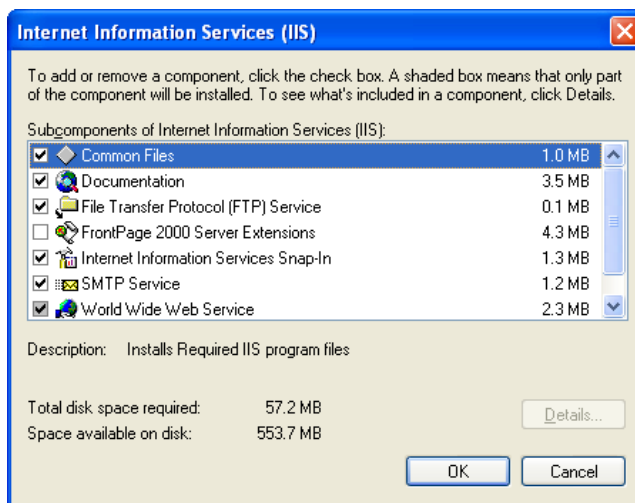 Internet Information Services (IIS)
To add or remove a component, click the check box. A shaded box means that only part
of the component will be installed. To see what's included in a component, click Details.
Subcomponents of Internet Information Services (IIS):
Common Files 1.0 MB
Documentation 3.5 MB
File Transfer Protocol (FTP) Service 0.1 MB
FrontPage 2000 Server Extensions 4.3 MB
Internet Information Services Snap-In 1.3 MB
SMTP Service 1.2 MB
World Wide Web Service 2.3 MB
Description: Installs Required IIS program files
Total disk space required: 57.2 MB
Space available on disk: 553.7 MB
Details...
OK Cancel